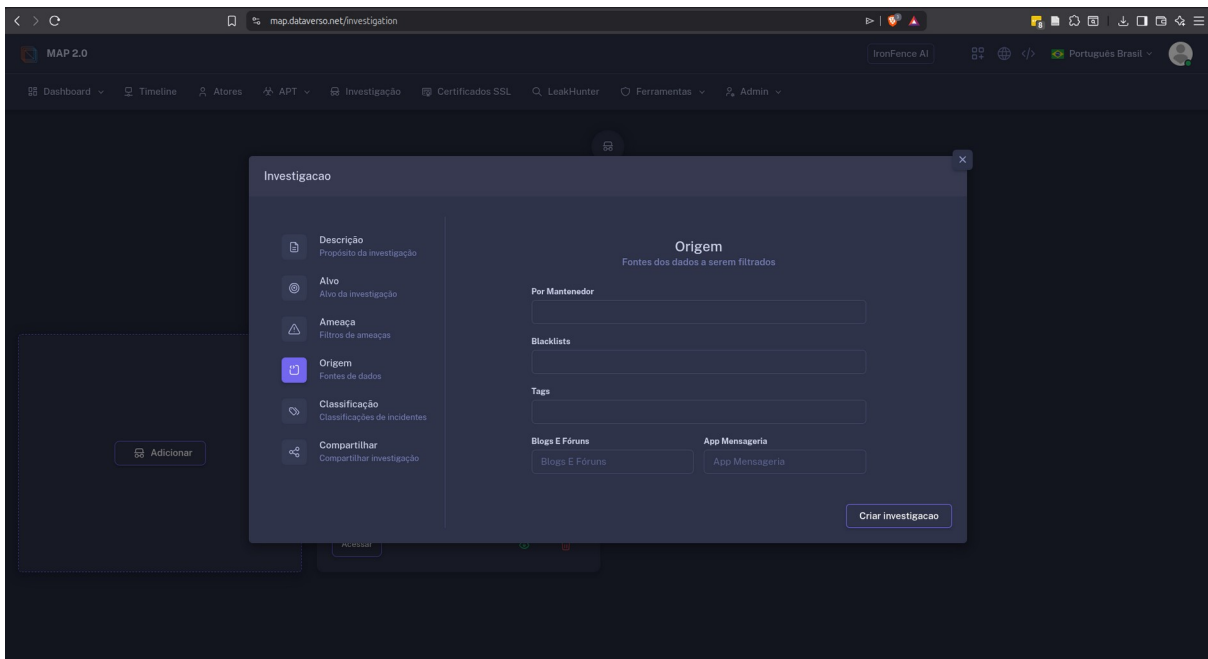 map.dataverso.net/investigation
MAP 2.0
IronFence AI
Português Brasil
Dashboard
Timeline
Atores
APT
Investigação
Certificados SSL
LeakHunter
Ferramentas
Admin
Investigacao
Descrição
Propósito da investigação
Alvo
Alvo da investigação
Ameaça
Filtros de ameaças
Origem
Fontes de dados
Classificação
Classificações de incidentes
Compartilhar
Compartilhar investigação
Origem
Fontes dos dados a serem filtrados
Por Mantenedor
Blacklists
Tags
Blogs E Fóruns
App Mensageria
Blogs E Fóruns
App Mensageria
Criar investigacao
Adicionar
Acessar